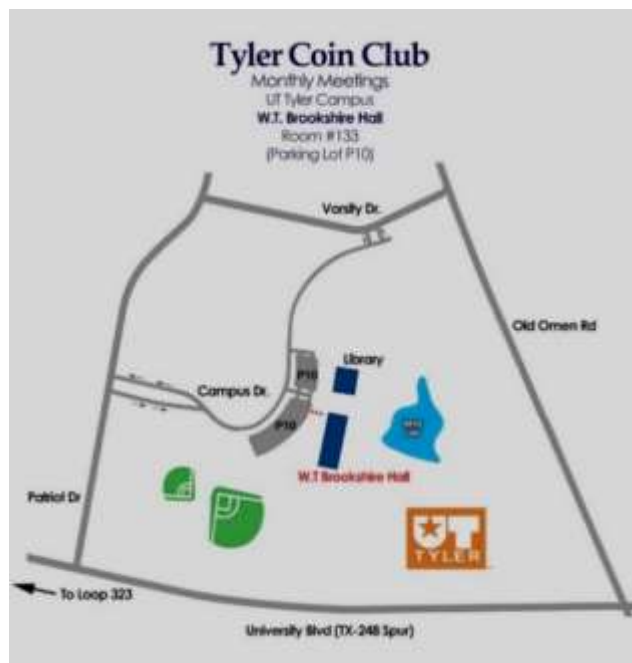 Tyler Coin Club
Monthly Meetings
UT Tyler Campus
W.T. Brookshire Hall
Room #133
(Parking Lot P10)
Varsity Dr.
Old Omen Rd
Library
P10
Campus Dr.
P10
W.T Brookshire Hall
Patriot Dr
UT
TYLER
To Loop 323
University Blvd (TX-248 Spur)